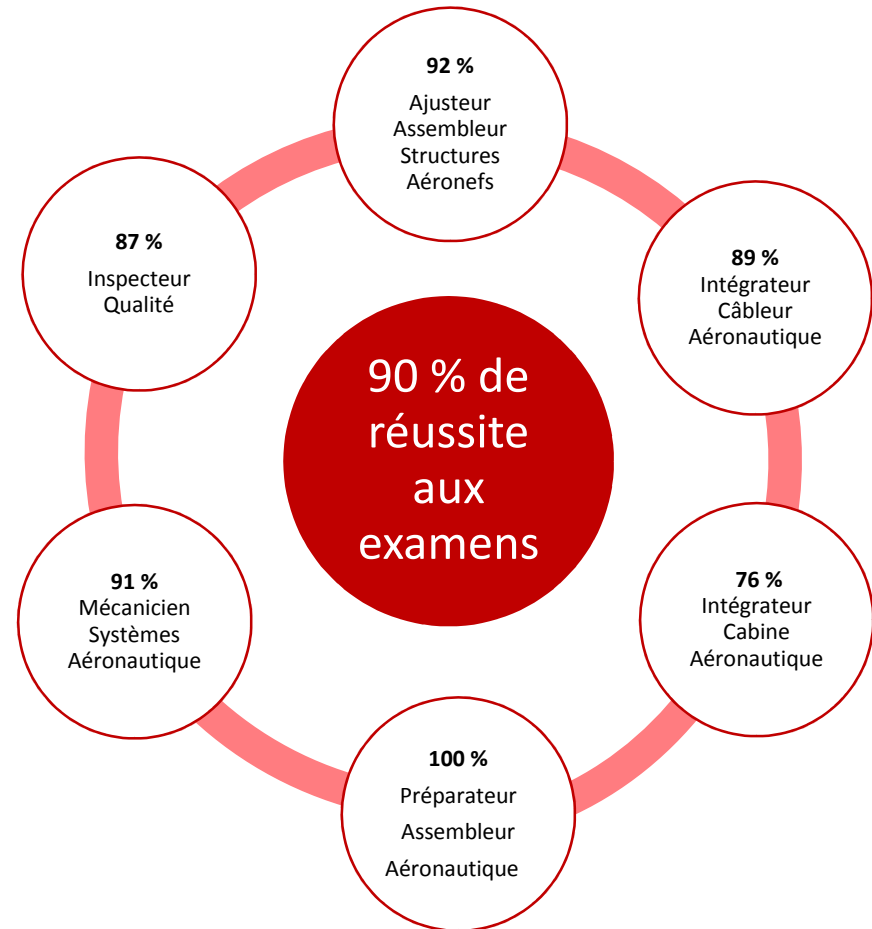 92 %
Ajusteur
Assembleur
Structures
Aéronefs
89 %
Intégrateur
Câbleur
Aéronautique
76 %
Intégrateur
Cabine
Aéronautique
100 %
Préparateur
Assembleur
Aéronautique
91 %
Mécanicien
Systèmes
Aéronautique
87 %
Inspecteur
Qualité
90 % de
réussite
aux
examens